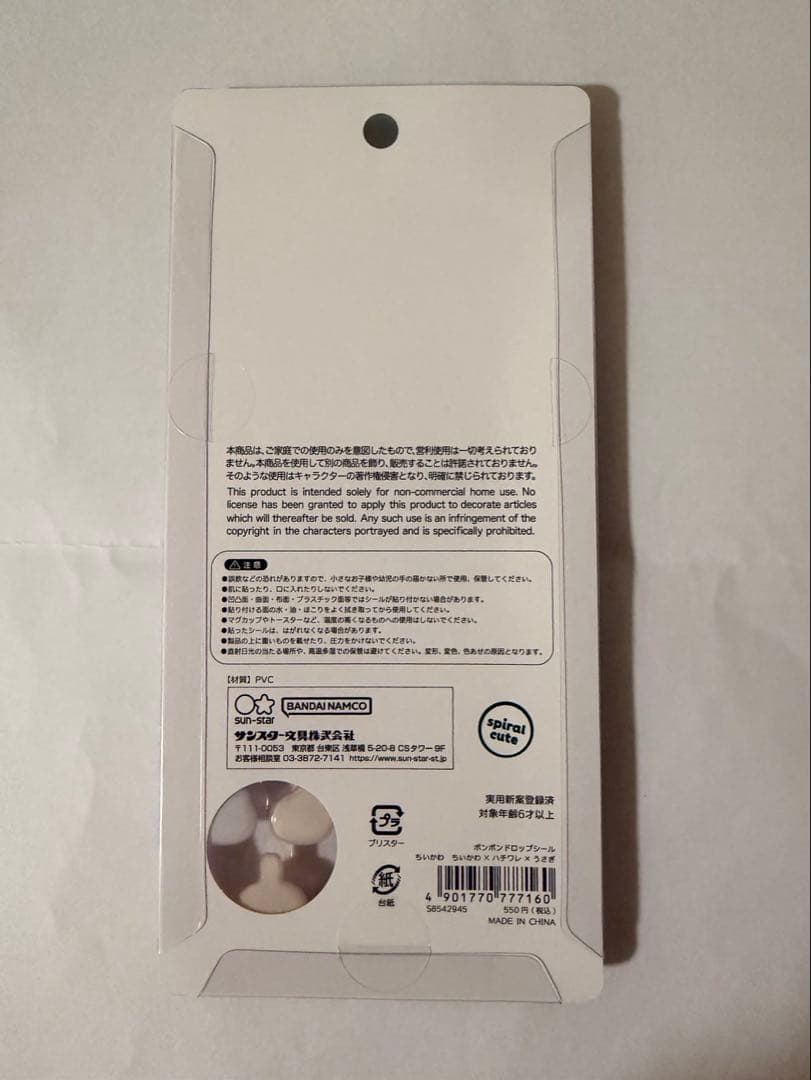 本商品は、ご家庭での使用のみを意図したもので、営利使用は一切考えられており
ません。本商品を使用して別の商品を飾り、販売することは許諾されておりません。
そのような使用はキャラクターの著作権侵害となり、明確に禁じられております。
This product is intended solely for non-commercial home use. No
license has been granted to apply this product to decorate articles
which will thereafter be sold. Any such use is an infringement of the
copyright in the characters portrayed and is specifically prohibited.
注意
●誤飲などの恐れがありますので、小さなお子様や幼児の手の届かない所で使用、保管してください。
●肌に貼ったり、口に入れたりしないでください。
●凹凸面・曲面・布面・プラスチック面等ではシールが貼り付かない場合があります。
●貼り付ける面の水・油・ほこりをよく拭き取ってから使用してください。
●マグカップやトースターなど、温度の高くなるものへの使用はしないでください。
●貼ったシールは、はがれなくなる場合があります。
●製品の上に重いものを載せたり、圧力をかけないでください。
●直射日光の当たる場所や、高温多湿での保管は避けてください。変形、変色、色あせの原因となります。
【材質】PVC
sun-star BANDAI NAMCO
サンスター文具株式会社
〒111-0053 東京都 台東区 浅草橋 5-20-8 CSタワー 9F
お客様相談室 03-3872-7141 https://www.sun-star-st.jp
spiral
cute
実用新案登録済
対象年齢6才以上
プラ
ブリスター
紙
台紙
ボンボンドロップシール
ちいかわ ちいかわ×ハチワレ×うさぎ
4 901770 777160
S8542945 550円(税込)
MADE IN CHINA